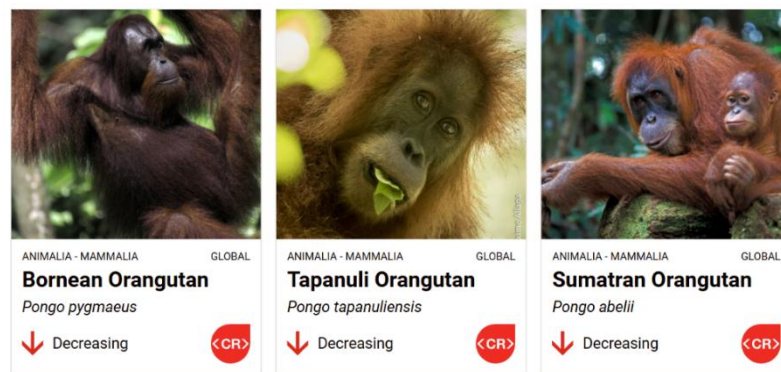 ANIMALIA - MAMMALIA GLOBAL
Bornean Orangutan
Pongo pygmaeus
Decreasing <CR>
ANIMALIA - MAMMALIA GLOBAL
Tapanuli Orangutan
Pongo tapanuliensis
Decreasing <CR>
ANIMALIA - MAMMALIA GLOBAL
Sumatran Orangutan
Pongo abelii
Decreasing <CR>